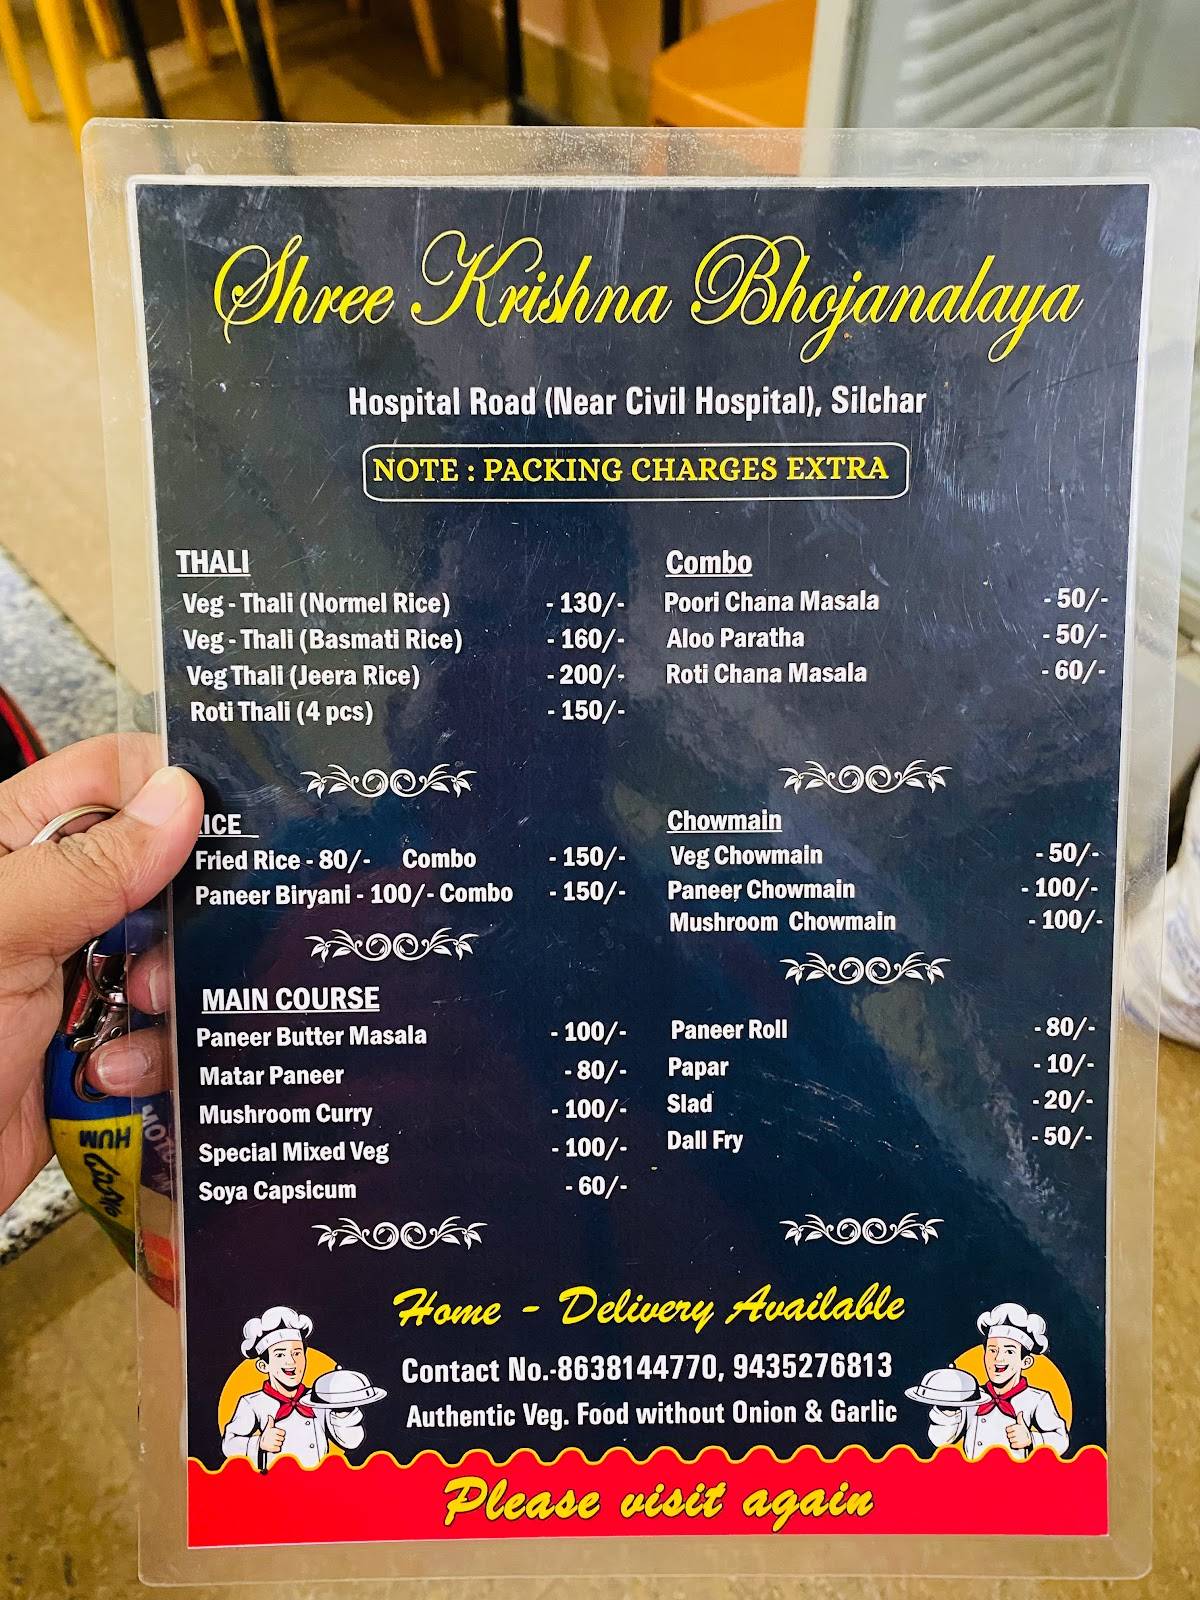 Shree Krishna Bhojanalaya
Hospital Road (Near Civil Hospital), Silchar
NOTE : PACKING CHARGES EXTRA
THALI
Veg - Thali (Normel Rice) - 130/-
Veg - Thali (Basmati Rice) - 160/-
Veg Thali (Jeera Rice) - 200/-
Roti Thali (4 pcs) - 150/-
Combo
Poori Chana Masala - 50/-
Aloo Paratha - 50/-
Roti Chana Masala - 60/-
ICE
Fried Rice - 80/- Combo - 150/-
Paneer Biryani - 100/- Combo - 150/-
Chowmain
Veg Chowmain - 50/-
Paneer Chowmain - 100/-
Mushroom Chowmain - 100/-
MAIN COURSE
Paneer Butter Masala - 100/-
Matar Paneer - 80/-
Mushroom Curry - 100/-
Special Mixed Veg - 100/-
Soya Capsicum - 60/-
Paneer Roll - 80/-
Papar - 10/-
Slad - 20/-
Dall Fry - 50/-
Home - Delivery Available
Contact No.-8638144770, 9435276813
Authentic Veg. Food without Onion & Garlic
Please visit again
HUM